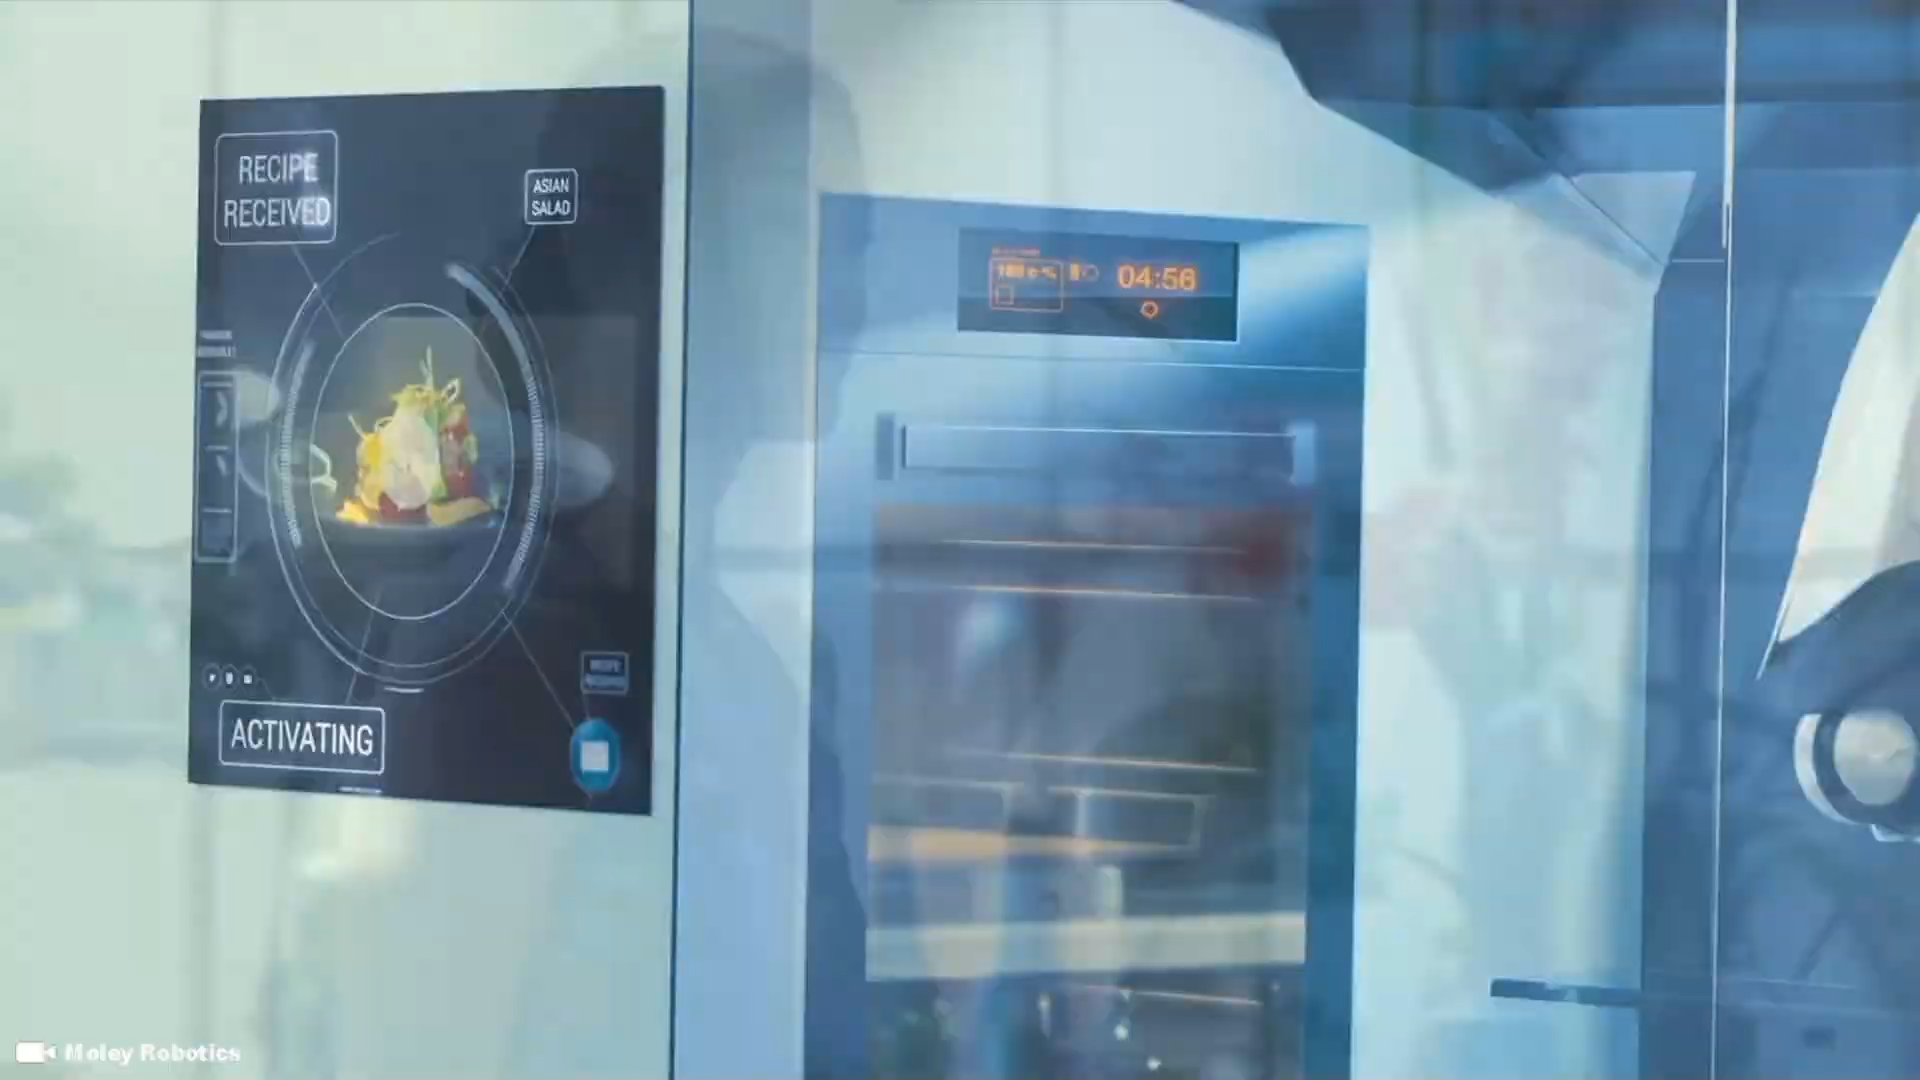 RECIPE
RECEIVED
ASIAN
SALAD
04:56
ACTIVATING
Moley Robotics